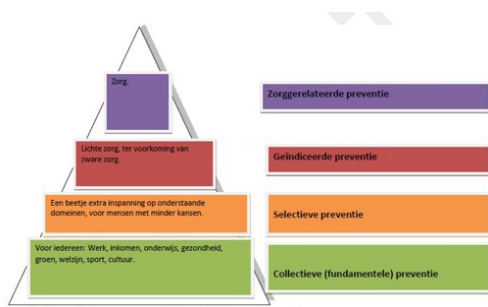 Zorg.
Zorggerelateerde preventie
Lichte zorg, ter voorkoming van
zware zorg.
Geïndiceerde preventie
Een beetje extra inspanning op onderstaande
domeinen, voor mensen met minder kansen.
Selectieve preventie
Voor iedereen: Werk, inkomen, onderwijs, gezondheid,
groen, welzijn, sport, cultuur.
Collectieve (fundamentele) preventie